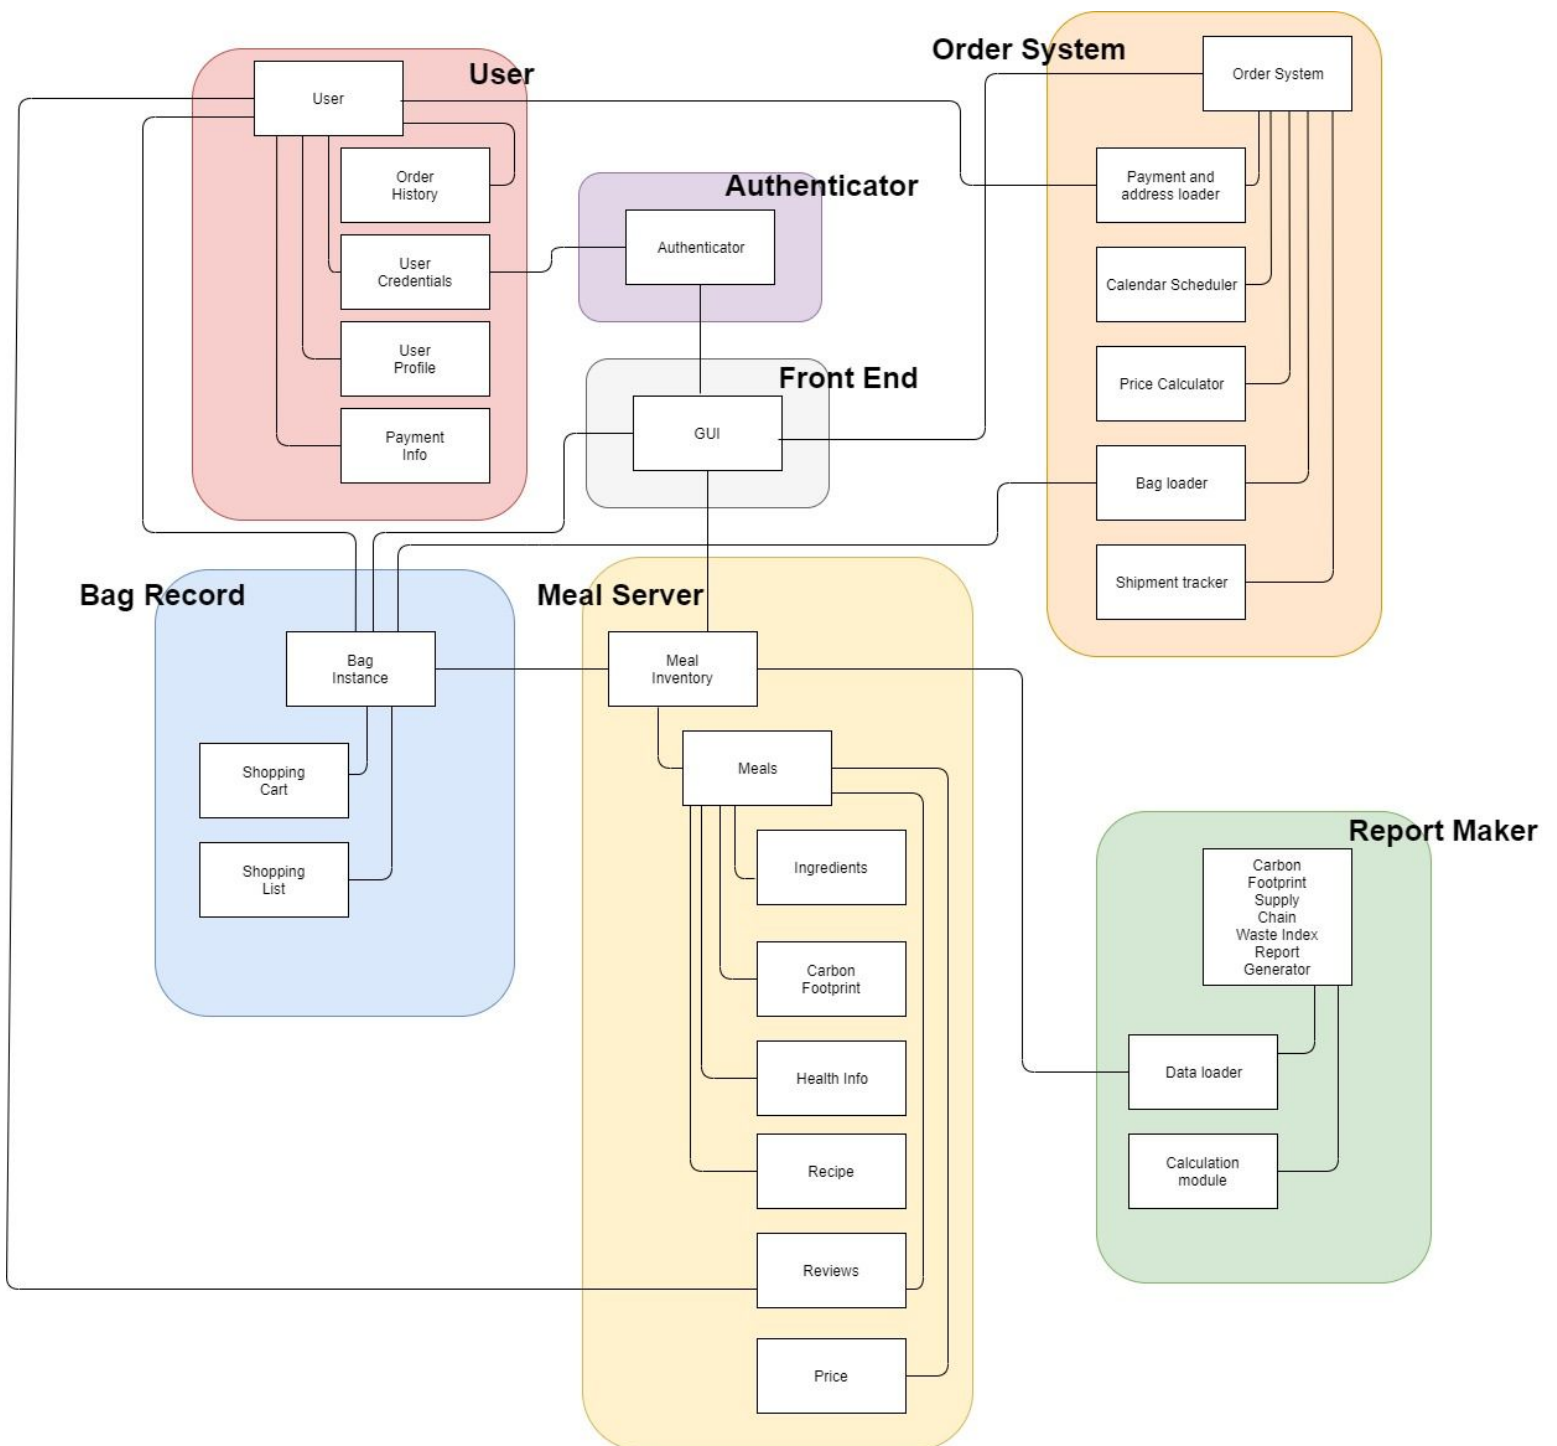 User
User
Order
History
User
Credentials
User
Profile
Payment
Info
Authenticator
Authenticator
Front End
GUI
Order System
Order System
Payment and
address loader
Calendar Scheduler
Price Calculator
Bag loader
Shipment tracker
Bag Record
Bag
Instance
Shopping
Cart
Shopping
List
Meal Server
Meal
Inventory
Meals
Ingredients
Carbon
Footprint
Health Info
Recipe
Reviews
Price
Report Maker
Carbon
Footprint
Supply
Chain
Waste Index
Report
Generator
Data loader
Calculation
module